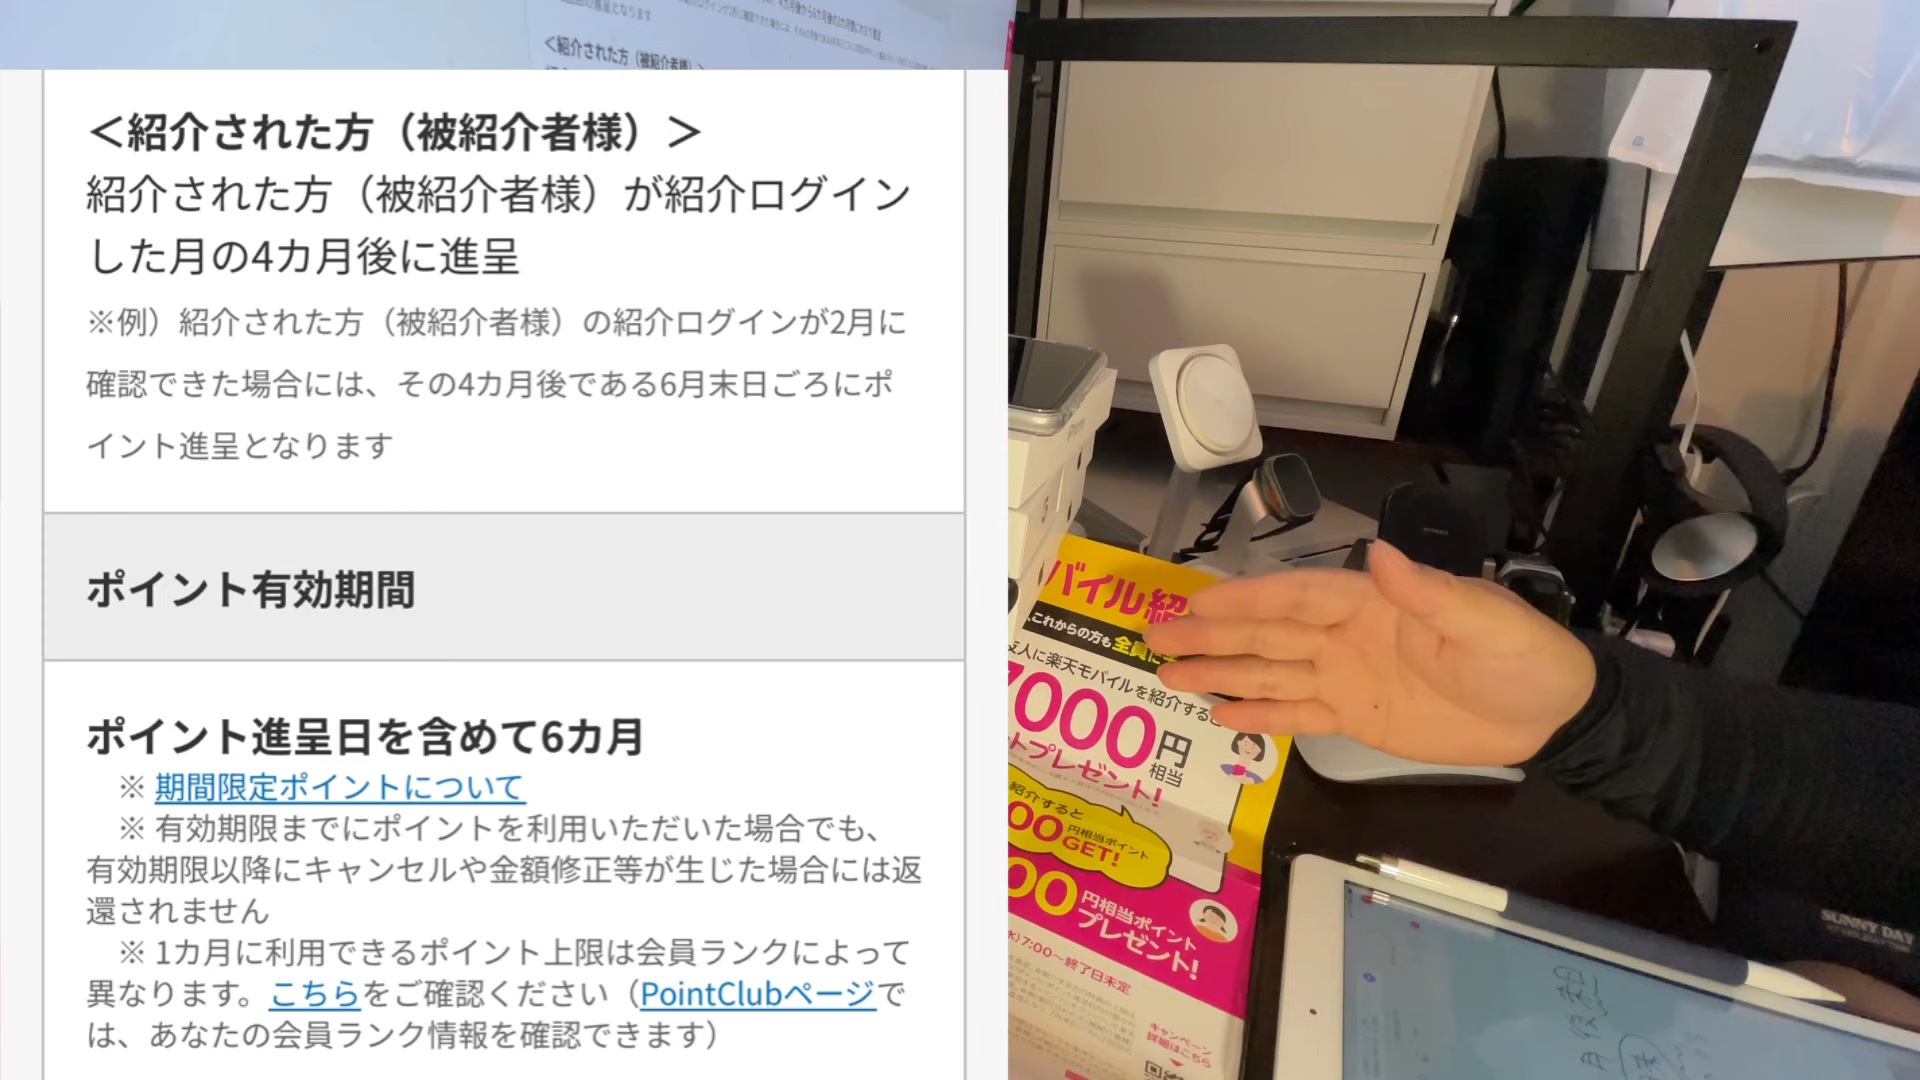 <紹介された方（被紹介者様）>
<紹介された方（被紹介者様）>
紹介された方（被紹介者様）が紹介ログイン
した月の4カ月後に進呈
※例）紹介された方（被紹介者様）の紹介ログインが2月に
確認できた場合には、その4カ月後である6月末日ごろにポ
イント進呈となります
ポイント有効期間
ポイント進呈日を含めて6カ月
※ 期間限定ポイントについて
※ 有効期限までにポイントを利用いただいた場合でも、
有効期限以降にキャンセルや金額修正等が生じた場合には返
還されません
※ 1カ月に利用できるポイント上限は会員ランクによって
異なります。こちらをご確認ください（PointClubページで
は、あなたの会員ランク情報を確認できます）
バイル紹
これからの方も全員に
友人に楽天モバイルを紹介すると
7000円
相当
トプレゼント!
紹介すると
00円相当ポイント
GET!
00円相当ポイント
プレゼント!
7:00～終了日未定
キャンペーン
詳細はこちら
SUNNY DAY